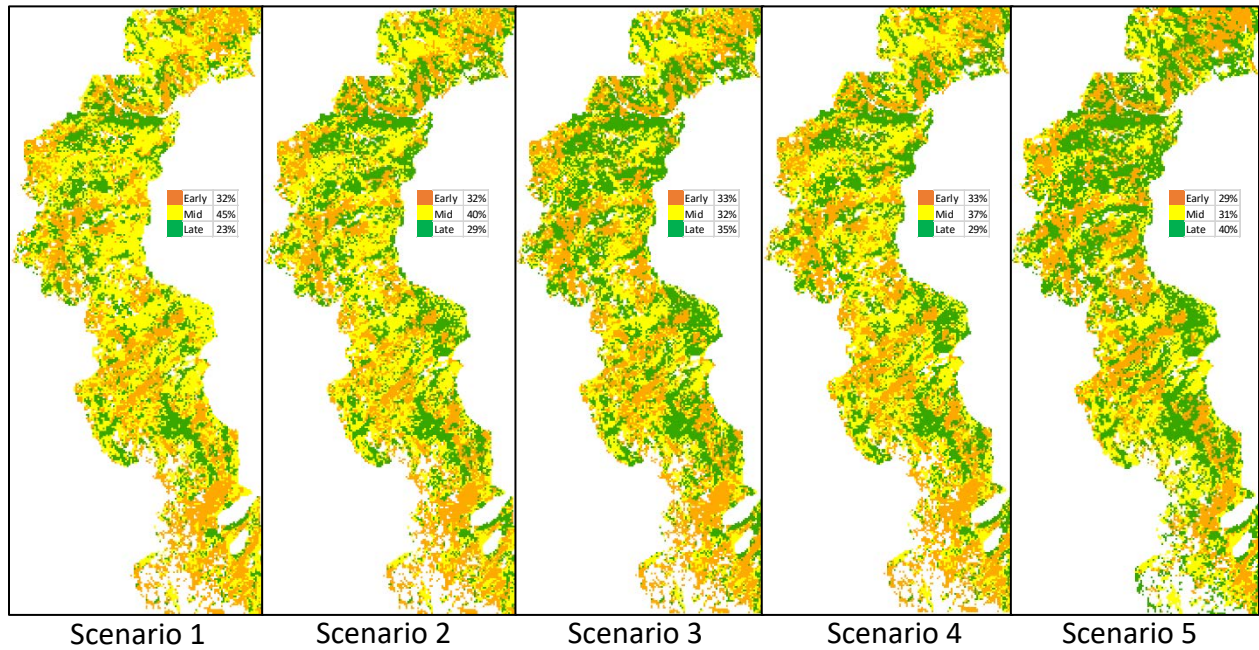 Early 32%
Mid 45%
Late 23%
Early 32%
Mid 40%
Late 29%
Early 33%
Mid 32%
Late 35%
Early 33%
Mid 37%
Late 29%
Early 29%
Mid 31%
Late 40%
Scenario 1
Scenario 2
Scenario 3
Scenario 4
Scenario 5